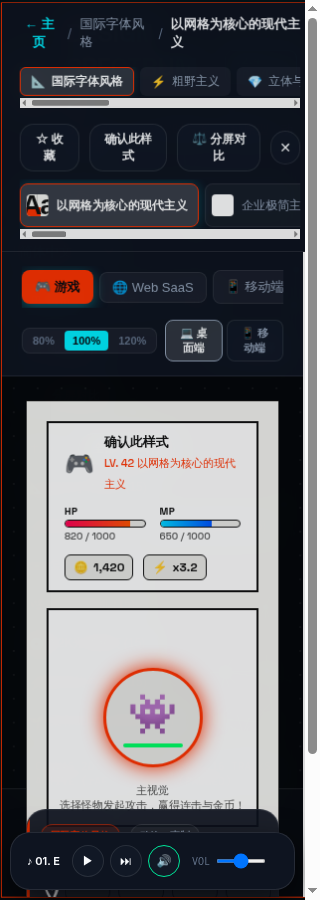 ← 主页 / 国际字体风格 / 以网格为核心的现代主义
📐 国际字体风格 ⚡ 粗野主义 💎 立体与
☆ 收藏 确认此样式 ⚖️ 分屏对比 ✕
Aa 以网格为核心的现代主义 企业极简主
🎮 游戏 🌐 Web SaaS 📱 移动端
80% 100% 120% 💻 桌面端 📱 移动端
确认此样式
LV. 42 以网格为核心的现代
主义
HP MP
820 / 1000 650 / 1000
🪙 1,420 ⚡ x3.2
主视觉
选择怪物发起攻击，赢得连击与金币！
♪ 01. E VOL